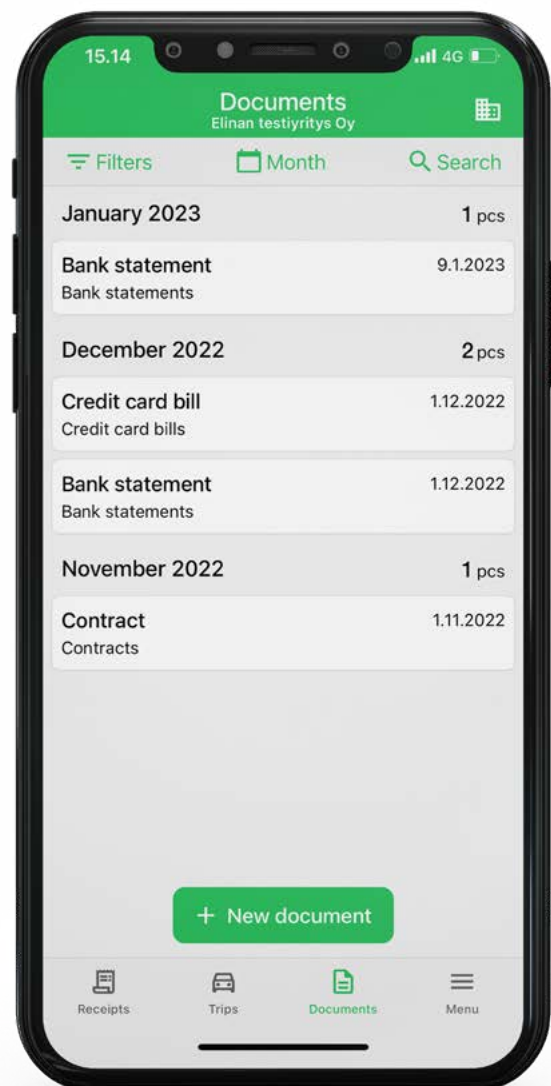 15.14 4G
Documents
Elinan testiyritys Oy
Filters Month Search
January 2023 1 pcs
Bank statement 9.1.2023
Bank statements
December 2022 2 pcs
Credit card bill 1.12.2022
Credit card bills
Bank statement 1.12.2022
Bank statements
November 2022 1 pcs
Contract 1.11.2022
Contracts
+ New document
Receipts Trips Documents Menu